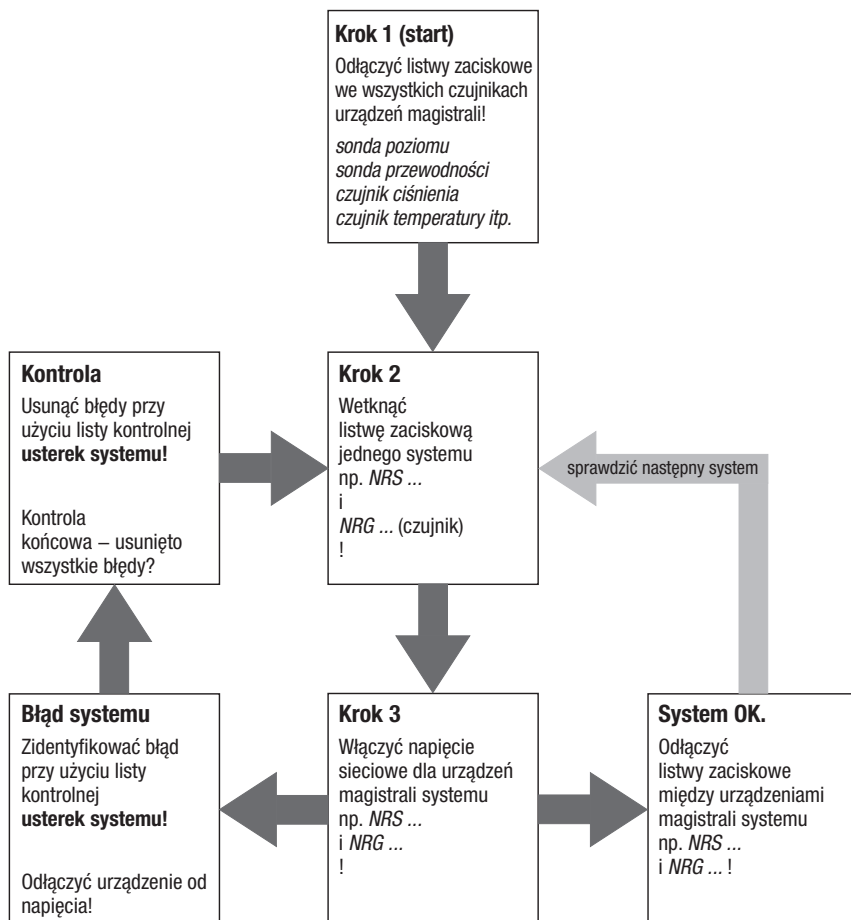 Krok 1 (start)
Odłączyć listwy zaciskowe
we wszystkich czujnikach
urządzeń magistrali!
sonda poziomu
sonda przewodności
czujnik ciśnienia
czujnik temperatury itp.
Kontrola
Usunąć błędy przy
użyciu listy kontrolnej
usterek systemu!
Kontrola
końcowa – usunięto
wszystkie błędy?
Krok 2
Wetknąć
listwę zaciskową
jednego systemu
np. NRS ...
i
NRG ... (czujnik)
!
sprawdzić następny system
Błąd systemu
Zidentyfikować błąd
przy użyciu listy
kontrolnej
usterek systemu!
Odłączyć urządzenie od
napięcia!
Krok 3
Włączyć napięcie
sieciowe dla urządzeń
magistrali systemu
np. NRS ...
i NRG ...
!
System OK.
Odłączyć
listwy zaciskowe
między urządzeniami
magistrali systemu
np. NRS ...
i NRG ... !